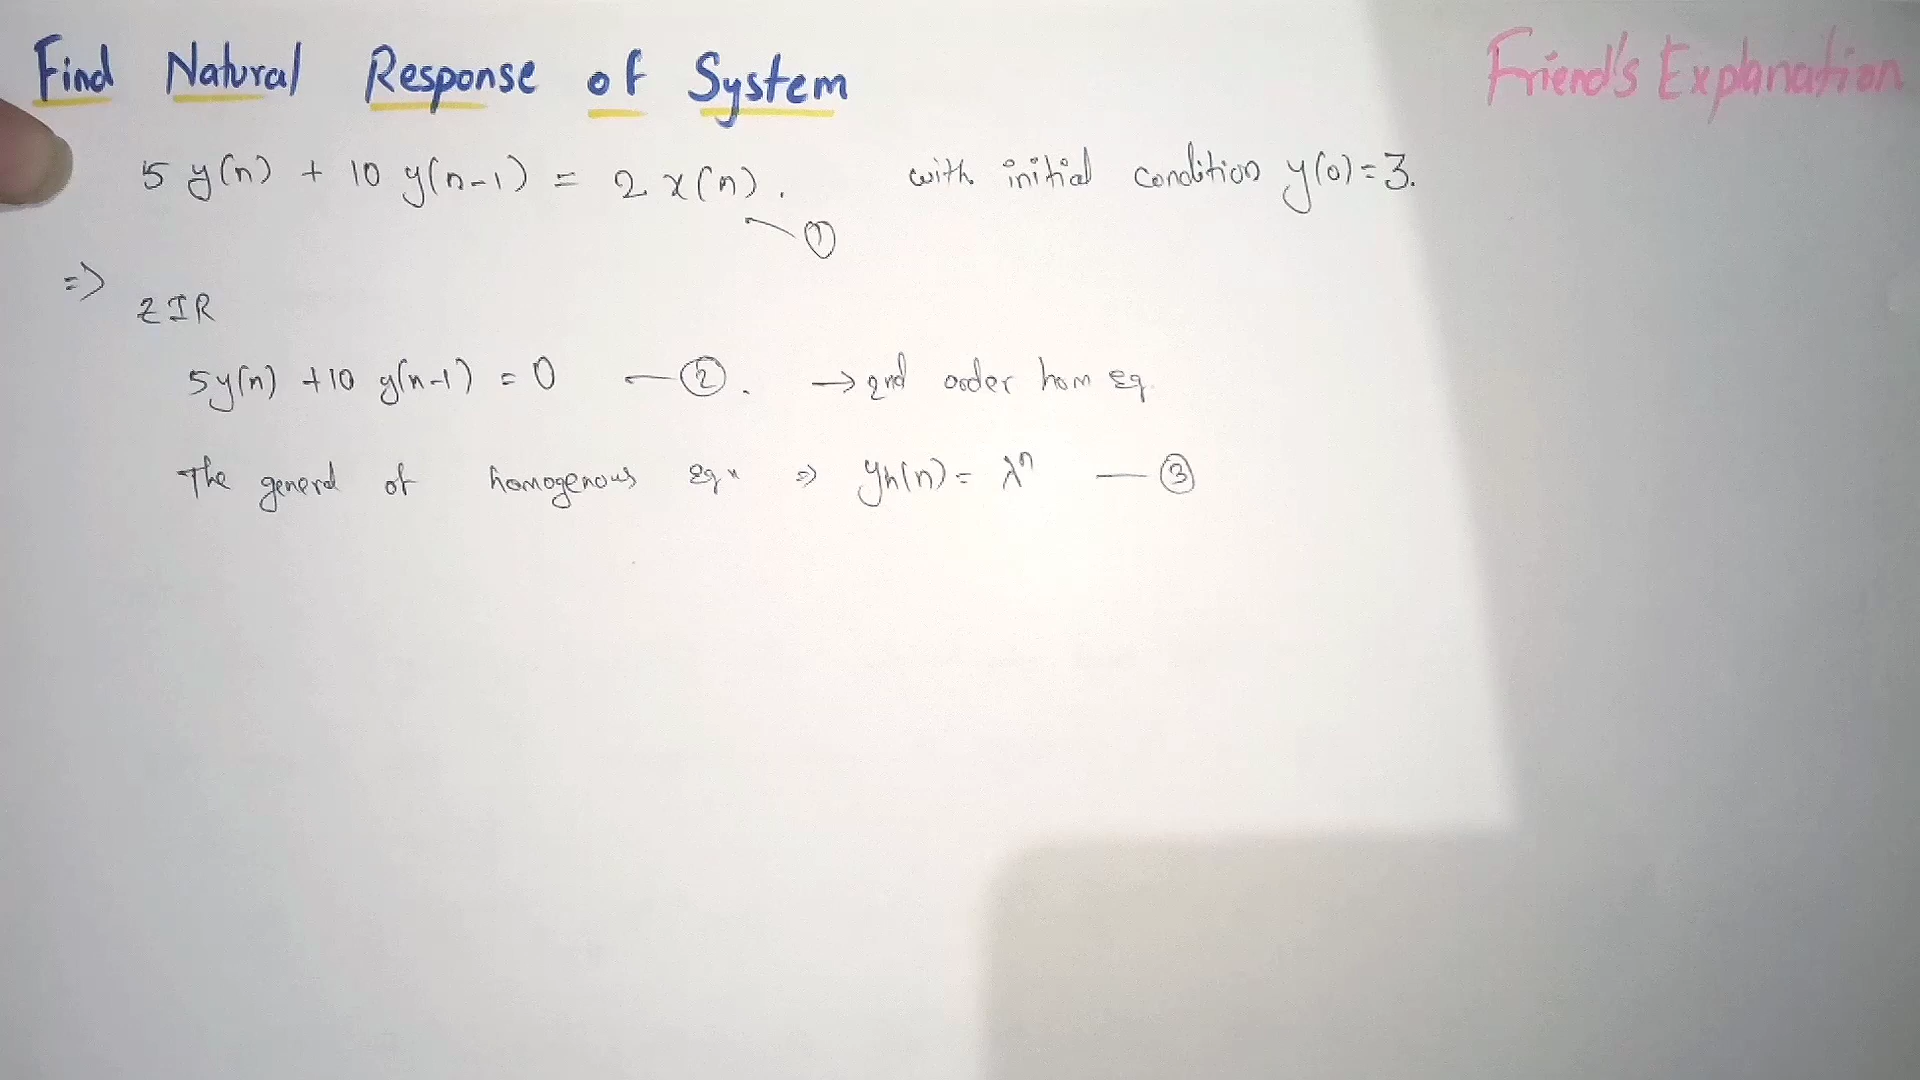 Find Natural Response of System
Friend's Explanation
5 y(n) + 10 y(n-1) = 2 x(n). with initial condition y(0)=3.
①
=>
ZIR
5y(n) +10 y(n-1) = 0 — ②. → 2nd order hom Eq.
The general of homogenous Eqn => yh(n) = λⁿ — ③